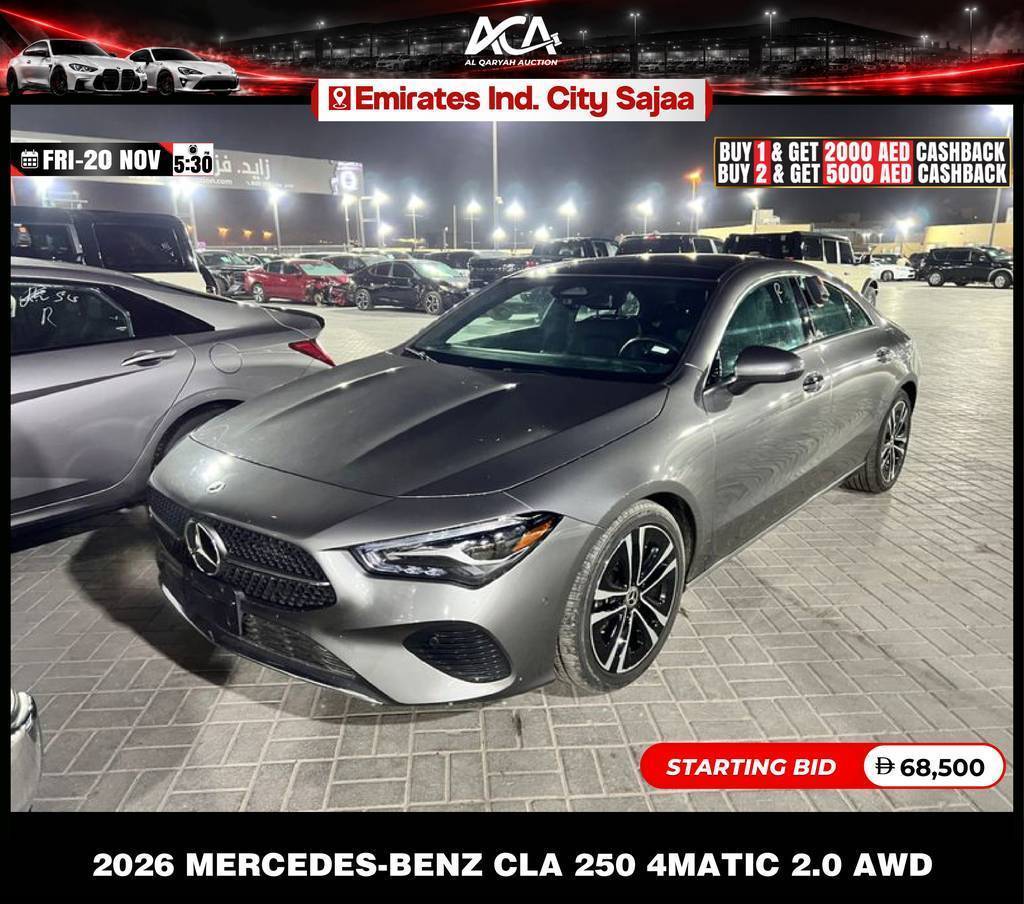 ACA
AL QARYAH AUCTION
Emirates Ind. City Sajaa
FRI-20 NOV 5:30
BUY 1 & GET 2000 AED CASHBACK
BUY 2 & GET 5000 AED CASHBACK
زايد.
R
STARTING BID 68,500
2026 MERCEDES-BENZ CLA 250 4MATIC 2.0 AWD